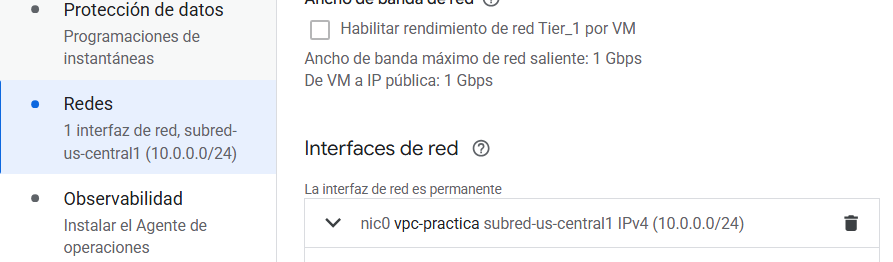 Protección de datos
Programaciones de
instantáneas
Redes
1 interfaz de red, subred-
us-central1 (10.0.0.0/24)
Observabilidad
Instalar el Agente de
operaciones
Ancho de banda de red
Habilitar rendimiento de red Tier_1 por VM
Ancho de banda máximo de red saliente: 1 Gbps
De VM a IP pública: 1 Gbps
Interfaces de red
La interfaz de red es permanente
nic0 vpc-practica subred-us-central1 IPv4 (10.0.0.0/24)